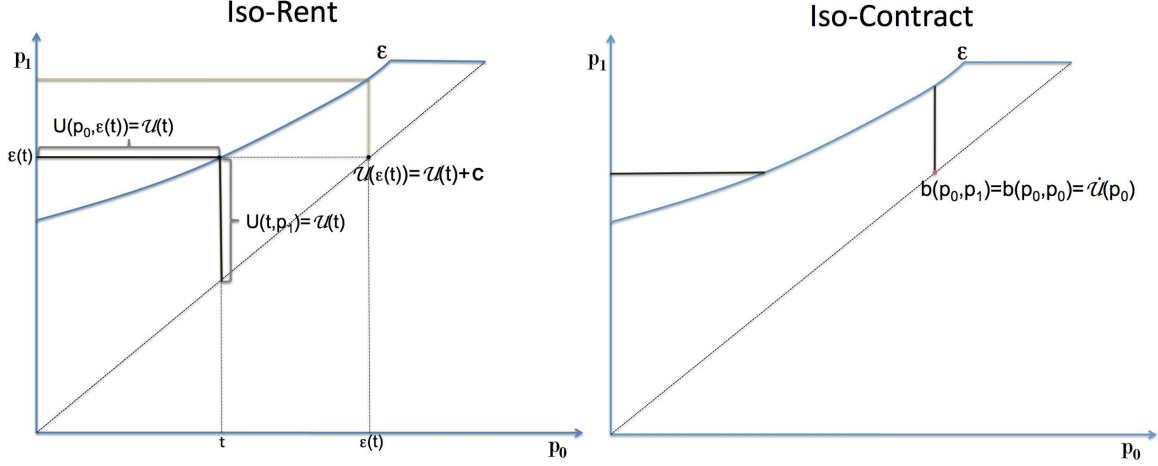 Iso-Rent
p₁
ε
U(p₀,ε(t))=𝒰(t)
ε(t)
𝒰(ε(t))=𝒰(t)+c
U(t,p₁)=𝒰(t)
t
ε(t)
p₀
Iso-Contract
p₁
ε
b(p₀,p₁)=b(p₀,p₀)=𝒰̇(p₀)
p₀